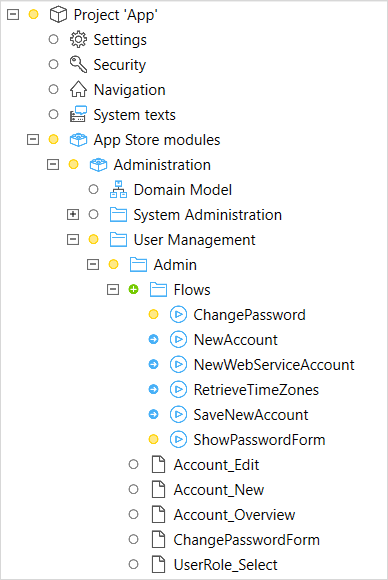 Project 'App'
Settings
Security
Navigation
System texts
App Store modules
Administration
Domain Model
System Administration
User Management
Admin
Flows
ChangePassword
NewAccount
NewWebServiceAccount
RetrieveTimeZones
SaveNewAccount
ShowPasswordForm
Account_Edit
Account_New
Account_Overview
ChangePasswordForm
UserRole_Select